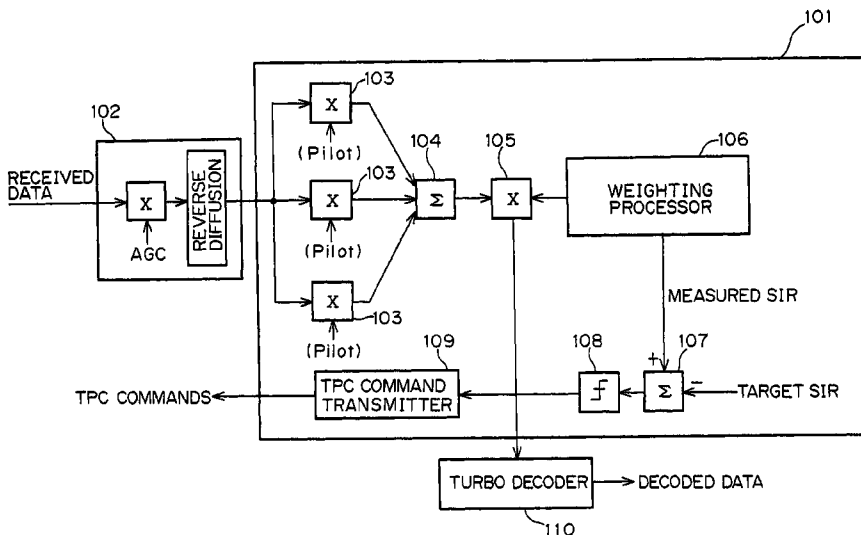 101
103
102
X
(Pilot)
104
105
106
RECEIVED
DATA
X
REVERSE
DIFFUSION
103
X
Σ
X
WEIGHTING
PROCESSOR
AGC
(Pilot)
X
103
MEASURED SIR
(Pilot)
109
108
+
107
TPC COMMANDS
TPC COMMAND
TRANSMITTER
Σ
-
TARGET SIR
TURBO DECODER
DECODED DATA
110